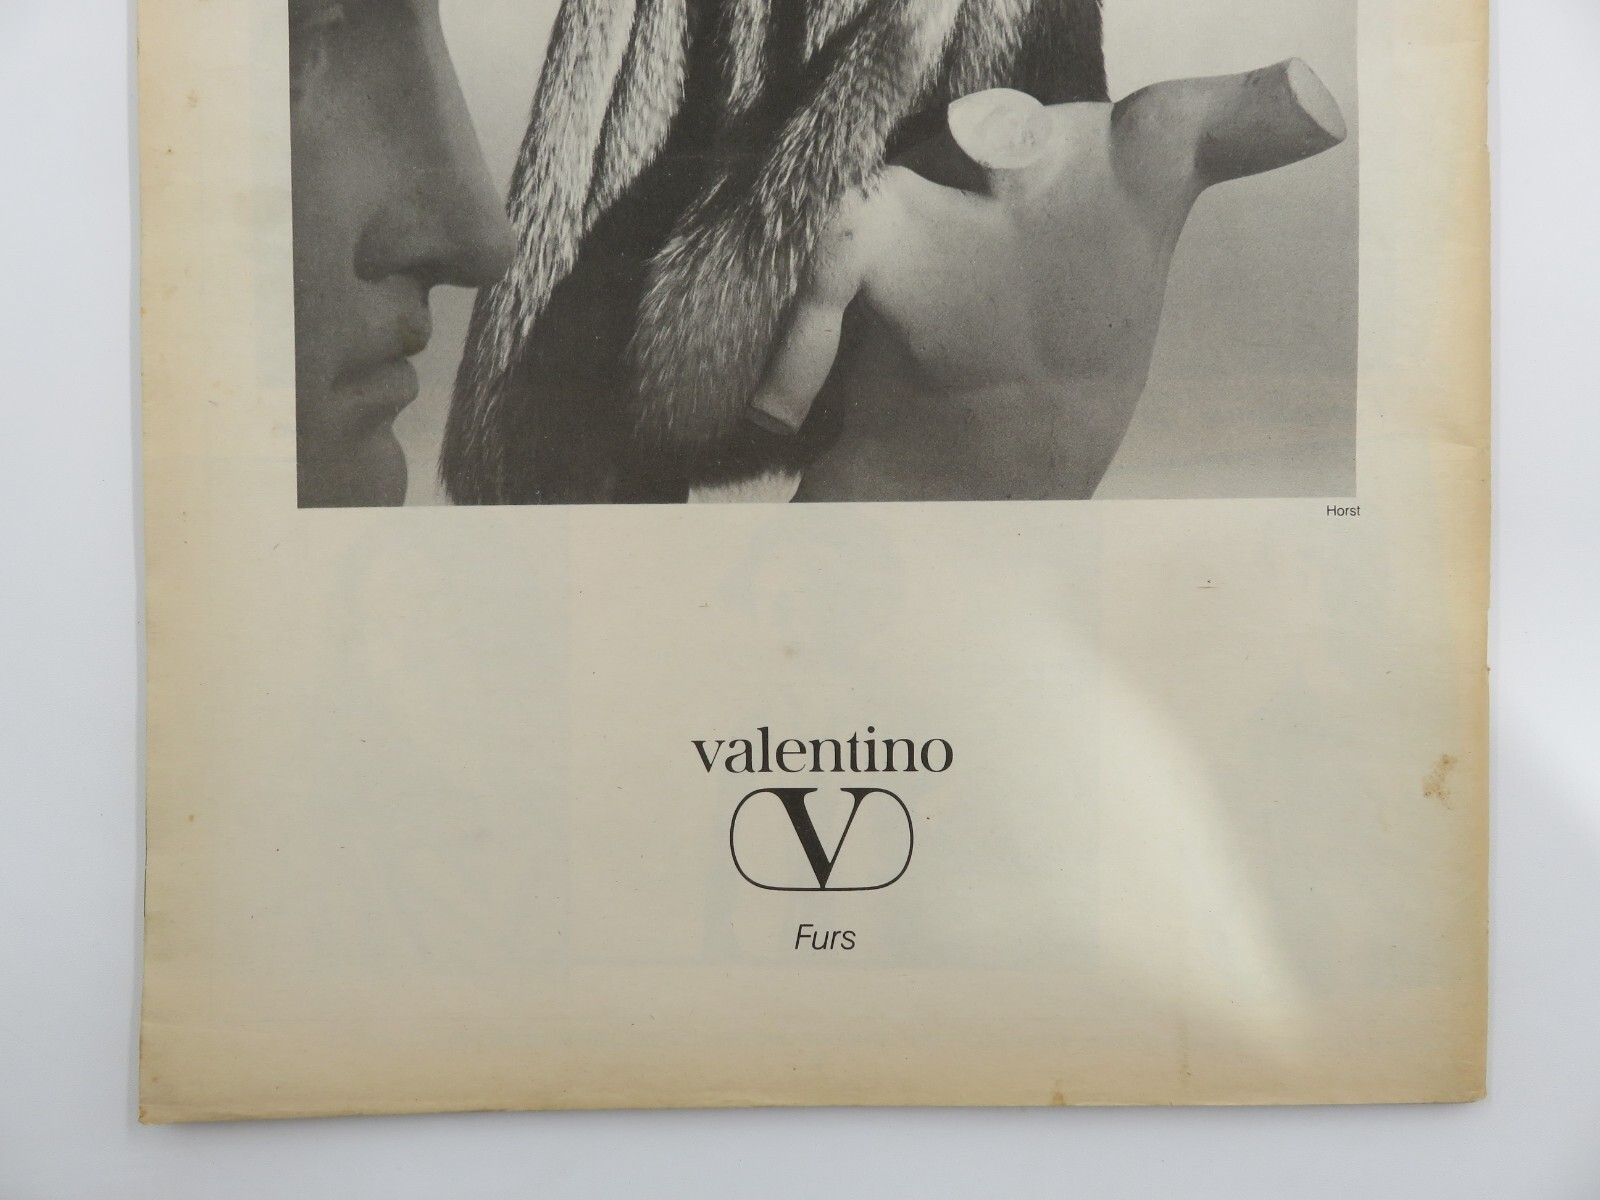 Horst
valentino
V
Furs